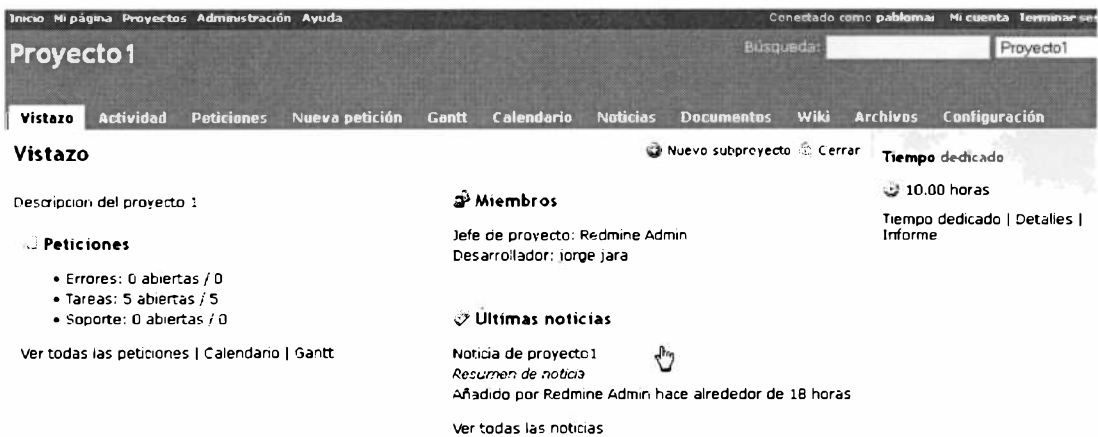 Inicio Mi página Proyectos Administración Ayuda
Conectado como pablomai Mi cuenta Terminar ses
Proyecto1
Búsqueda: Proyecto1
Vistazo Actividad Peticiones Nueva petición Gantt Calendario Noticias Documentos Wiki Archivos Configuración
Vistazo
Nuevo subproyecto Cerrar
Descripcion del proyecto 1
Peticiones
• Errores: 0 abiertas / 0
• Tareas: 5 abiertas / 5
• Soporte: 0 abiertas / 0
Ver todas las peticiones | Calendario | Gantt
Miembros
Jefe de proyecto: Redmine Admin
Desarrollador: jorge jara
Últimas noticias
Noticia de proyecto1
Resumen de noticia
Añadido por Redmine Admin hace alrededor de 18 horas
Ver todas las noticias
Tiempo dedicado
10.00 horas
Tiempo dedicado | Detalles |
Informe